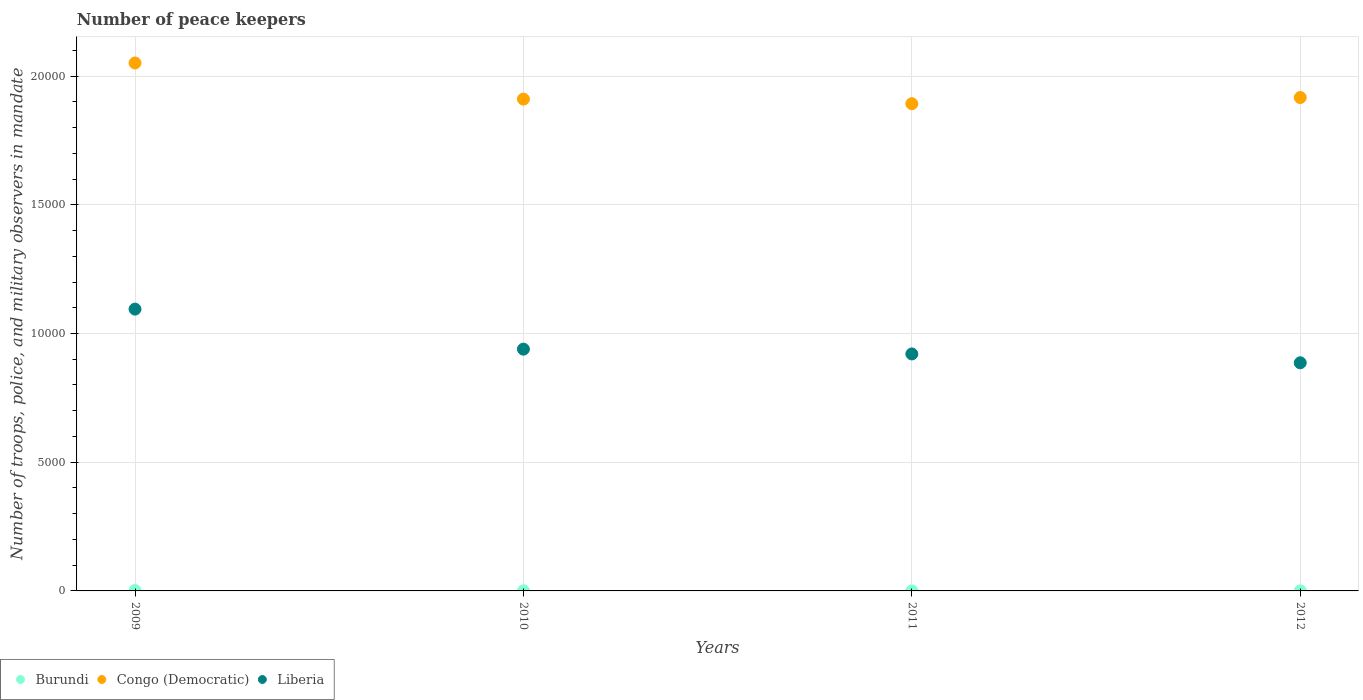 Number of peace keepers
Number of troops, police, and military observers in mandate
20000
15000
10000
5000
0
2009
2010
2011
2012
Years
Burundi
Congo (Democratic)
Liberia